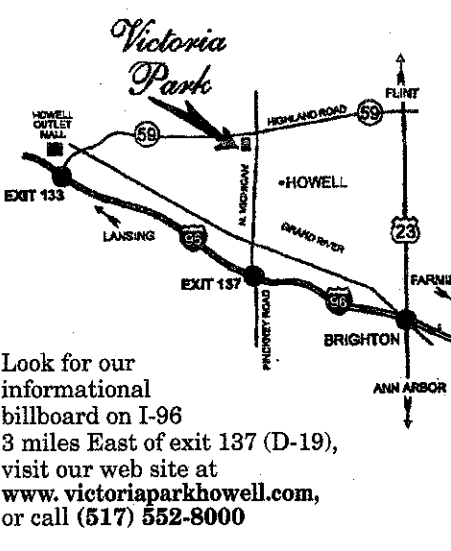 Victoria
Park
FLINT
HOWELL
OUTLET
MALL
59
HIGHLAND ROAD
59
N. MICHIGAN
•HOWELL
EXIT 133
LANSING
96
GRAND RIVER
23
EXIT 137
96
BRIGHTON
PINCKNEY ROAD
ANN ARBOR
Look for our
informational
billboard on I-96
3 miles East of exit 137 (D-19),
visit our web site at
www. victoriaparkhowell.com,
or call (517) 552-8000